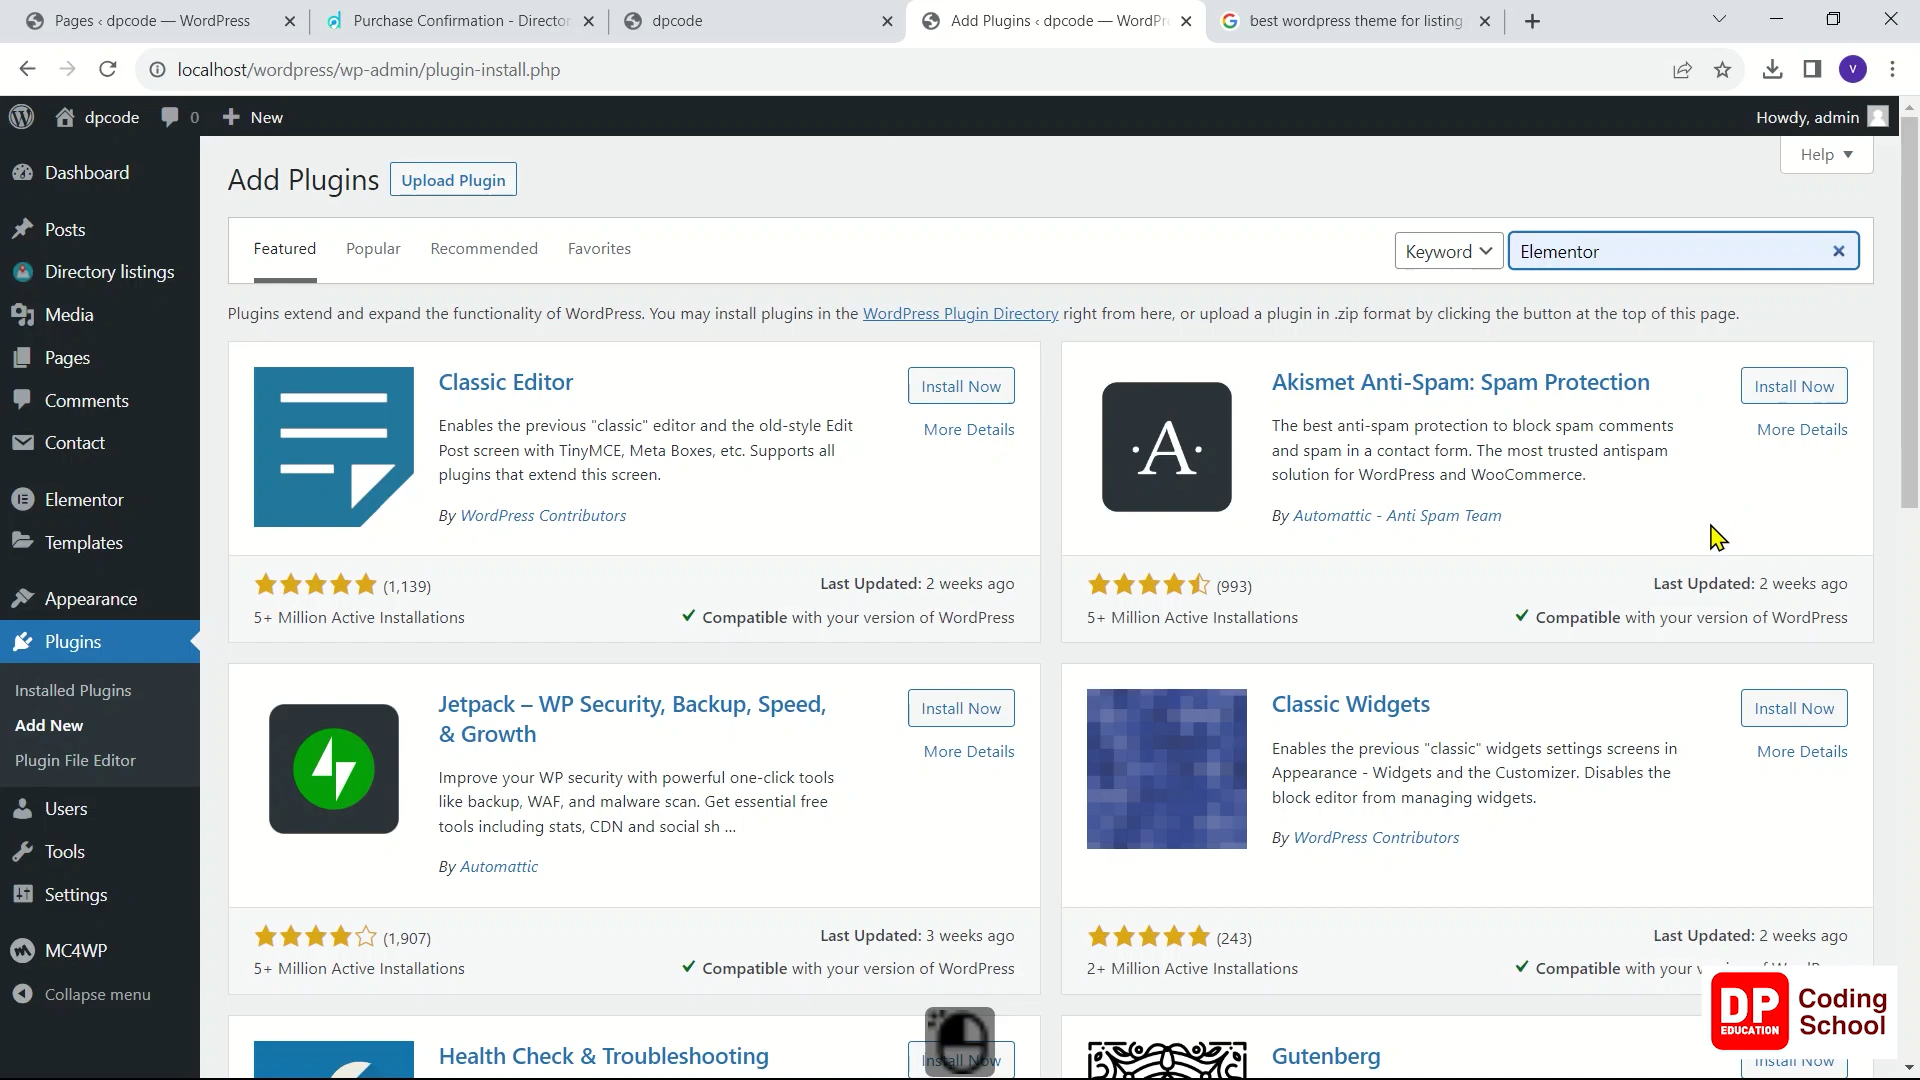 Pages ‹ dpcode — WordPress
Purchase Confirmation - Director
dpcode
Add Plugins ‹ dpcode — WordPre
best wordpress theme for listing
localhost/wordpress/wp-admin/plugin-install.php
V
dpcode
0
New
Howdy, admin
Dashboard
Posts
Directory listings
Media
Pages
Comments
Contact
Elementor
Templates
Appearance
Plugins
Installed Plugins
Add New
Plugin File Editor
Users
Tools
Settings
MC4WP
Collapse menu
Help
Add Plugins
Upload Plugin
Featured
Popular
Recommended
Favorites
Keyword
Elementor
Plugins extend and expand the functionality of WordPress. You may install plugins in the WordPress Plugin Directory right from here, or upload a plugin in .zip format by clicking the button at the top of this page.
Classic Editor
Install Now
More Details
Enables the previous "classic" editor and the old-style Edit
Post screen with TinyMCE, Meta Boxes, etc. Supports all
plugins that extend this screen.
By WordPress Contributors
(1,139)
Last Updated: 2 weeks ago
5+ Million Active Installations
Compatible with your version of WordPress
·A·
Akismet Anti-Spam: Spam Protection
Install Now
More Details
The best anti-spam protection to block spam comments
and spam in a contact form. The most trusted antispam
solution for WordPress and WooCommerce.
By Automattic - Anti Spam Team
(993)
Last Updated: 2 weeks ago
5+ Million Active Installations
Compatible with your version of WordPress
Jetpack – WP Security, Backup, Speed,
& Growth
Install Now
More Details
Improve your WP security with powerful one-click tools
like backup, WAF, and malware scan. Get essential free
tools including stats, CDN and social sh ...
By Automattic
(1,907)
Last Updated: 3 weeks ago
5+ Million Active Installations
Compatible with your version of WordPress
Classic Widgets
Install Now
More Details
Enables the previous "classic" widgets settings screens in
Appearance - Widgets and the Customizer. Disables the
block editor from managing widgets.
By WordPress Contributors
(243)
Last Updated: 2 weeks ago
2+ Million Active Installations
Compatible with your
Health Check & Troubleshooting
Install Now
Gutenberg
Install Now
DP
EDUCATION
Coding
School